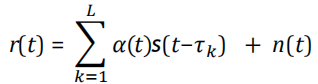 r(t) = ∑_{k=1}^{L} α(t)s(t−τ_k) + n(t)